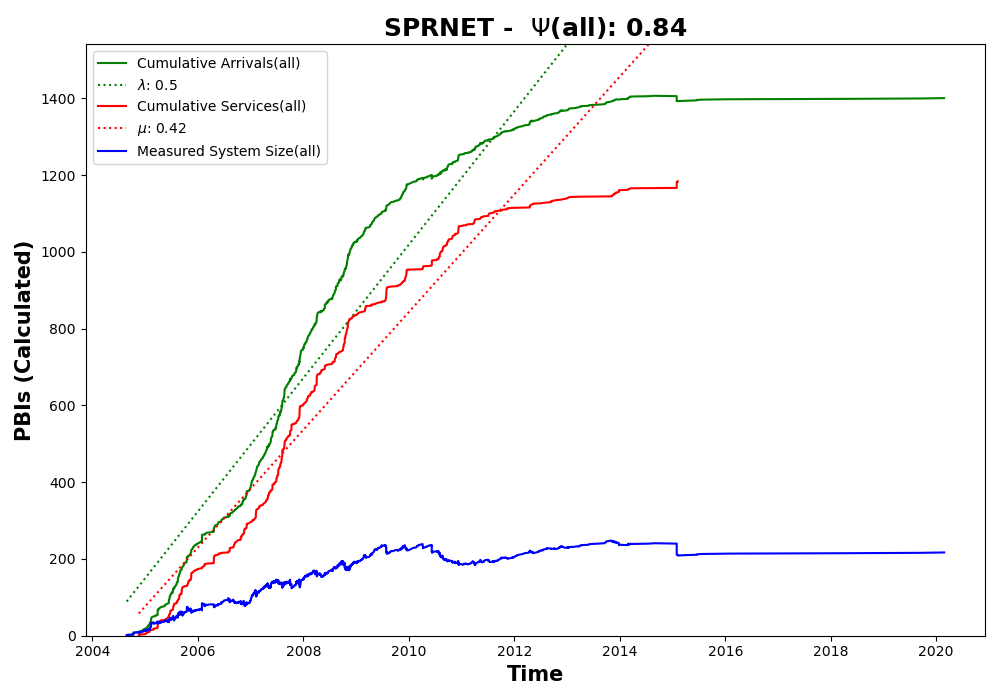 SPRNET - Ψ(all): 0.84
Cumulative Arrivals(all)
λ: 0.5
Cumulative Services(all)
μ: 0.42
Measured System Size(all)
PBIs (Calculated)
1400
1200
1000
800
600
400
200
0
2004 2006 2008 2010 2012 2014 2016 2018 2020
Time